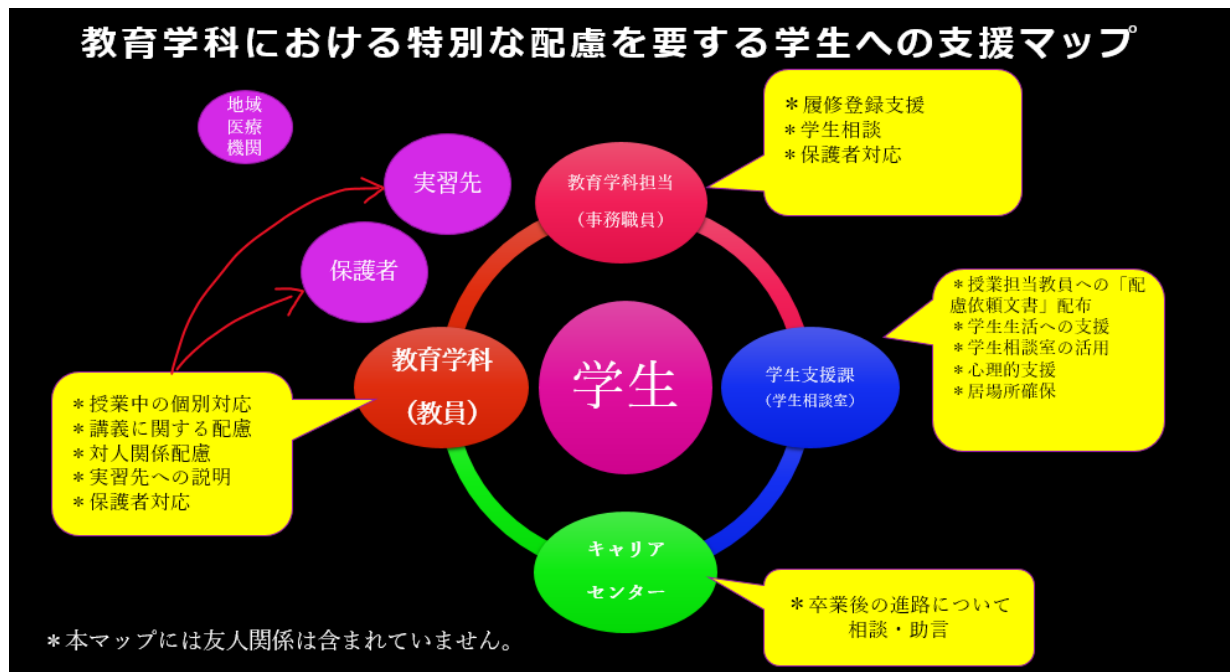 教育学科における特別な配慮を要する学生への支援マップ
地域
医療
機関
実習先
保護者
教育学科担当
（事務職員）
＊履修登録支援
＊学生相談
＊保護者対応
教育学科
（教員）
学生
学生支援課
（学生相談室）
＊授業担当教員への「配
慮依頼文書」配布
＊学生生活への支援
＊学生相談室の活用
＊心理的支援
＊居場所確保
＊授業中の個別対応
＊講義に関する配慮
＊対人関係配慮
＊実習先への説明
＊保護者対応
キャリア
センター
＊卒業後の進路について
相談・助言
＊本マップには友人関係は含まれていません。